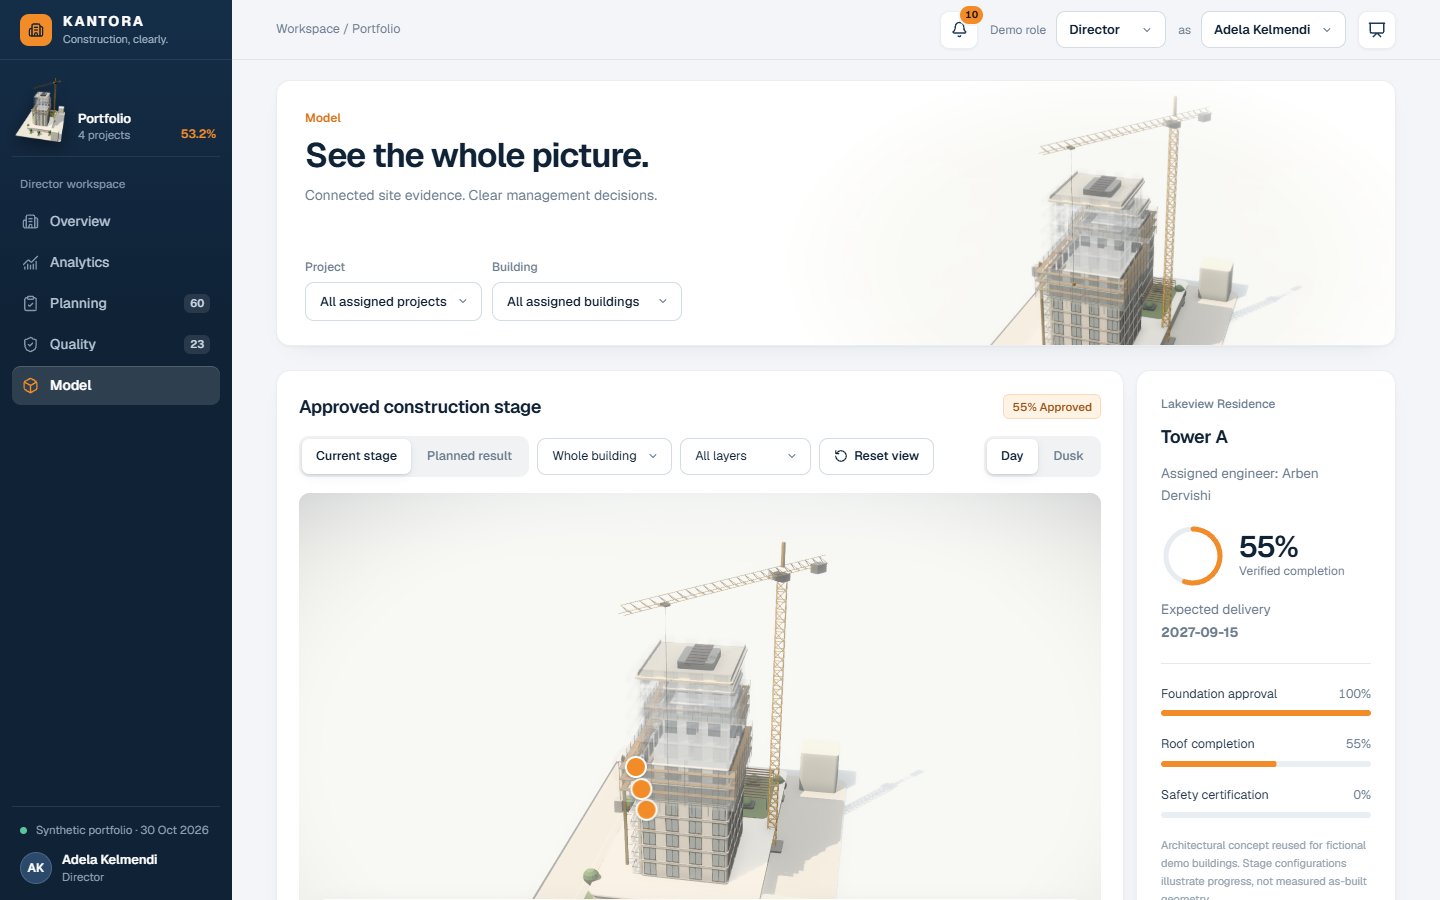 KANTORA
Construction, clearly.
Portfolio
4 projects
53.2%
Director workspace
Overview
Analytics
Planning
60
Quality
23
Model
Synthetic portfolio · 30 Oct 2026
AK
Adela Kelmendi
Director
Workspace / Portfolio
10
Demo role
Director
as
Adela Kelmendi
Model
See the whole picture.
Connected site evidence. Clear management decisions.
Project
Building
All assigned projects
All assigned buildings
Approved construction stage
55% Approved
Current stage
Planned result
Whole building
All layers
Reset view
Day
Dusk
Lakeview Residence
Tower A
Assigned engineer: Arben
Dervishi
55%
Verified completion
Expected delivery
2027-09-15
Foundation approval
100%
Roof completion
55%
Safety certification
0%
Architectural concept reused for fictional
demo buildings. Stage configurations
illustrate progress, not measured as-built
geometry.